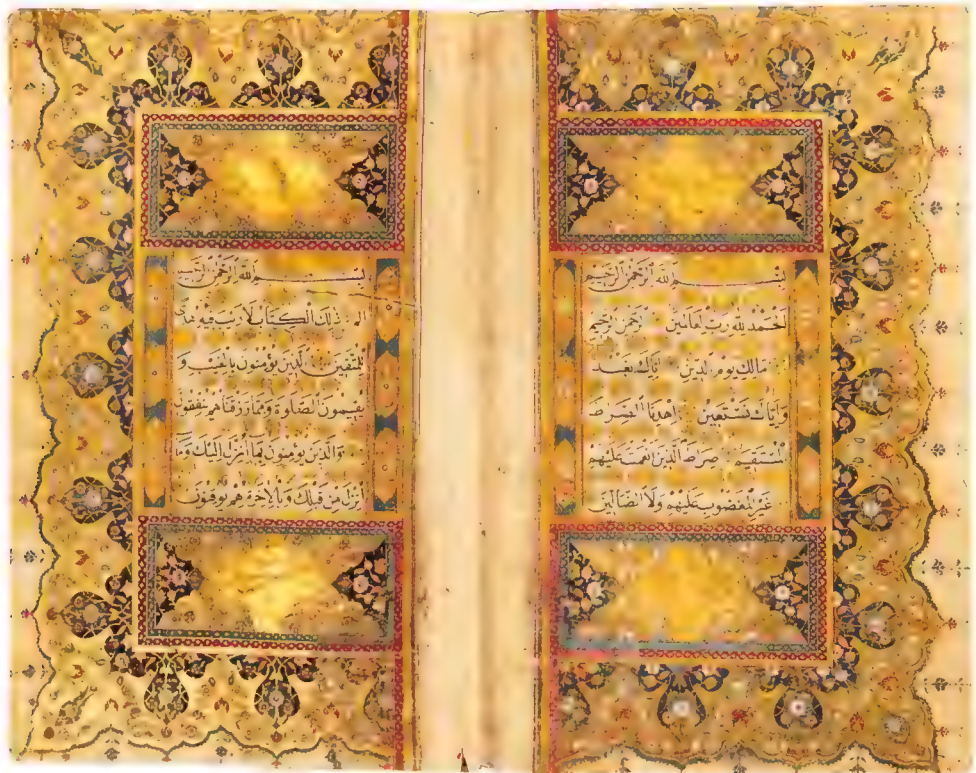 بسم الله الرحمن الرحيم
الحمد لله رب العالمين الرحمن الرحيم
مالك يوم الدين اياك نعبد
واياك نستعين اهدنا الصراط
المستقيم صراط الذين انعمت عليهم
غير المغضوب عليهم ولا الضالين
بسم الله الرحمن الرحيم
الم ذلك الكتاب لا ريب فيه هدى
للمتقين الذين يؤمنون بالغيب و
يقيمون الصلوة ومما رزقناهم ينفقون
والذين يؤمنون بما انزل اليك وما
انزل من قبلك وبالاخرة هم يوقنون